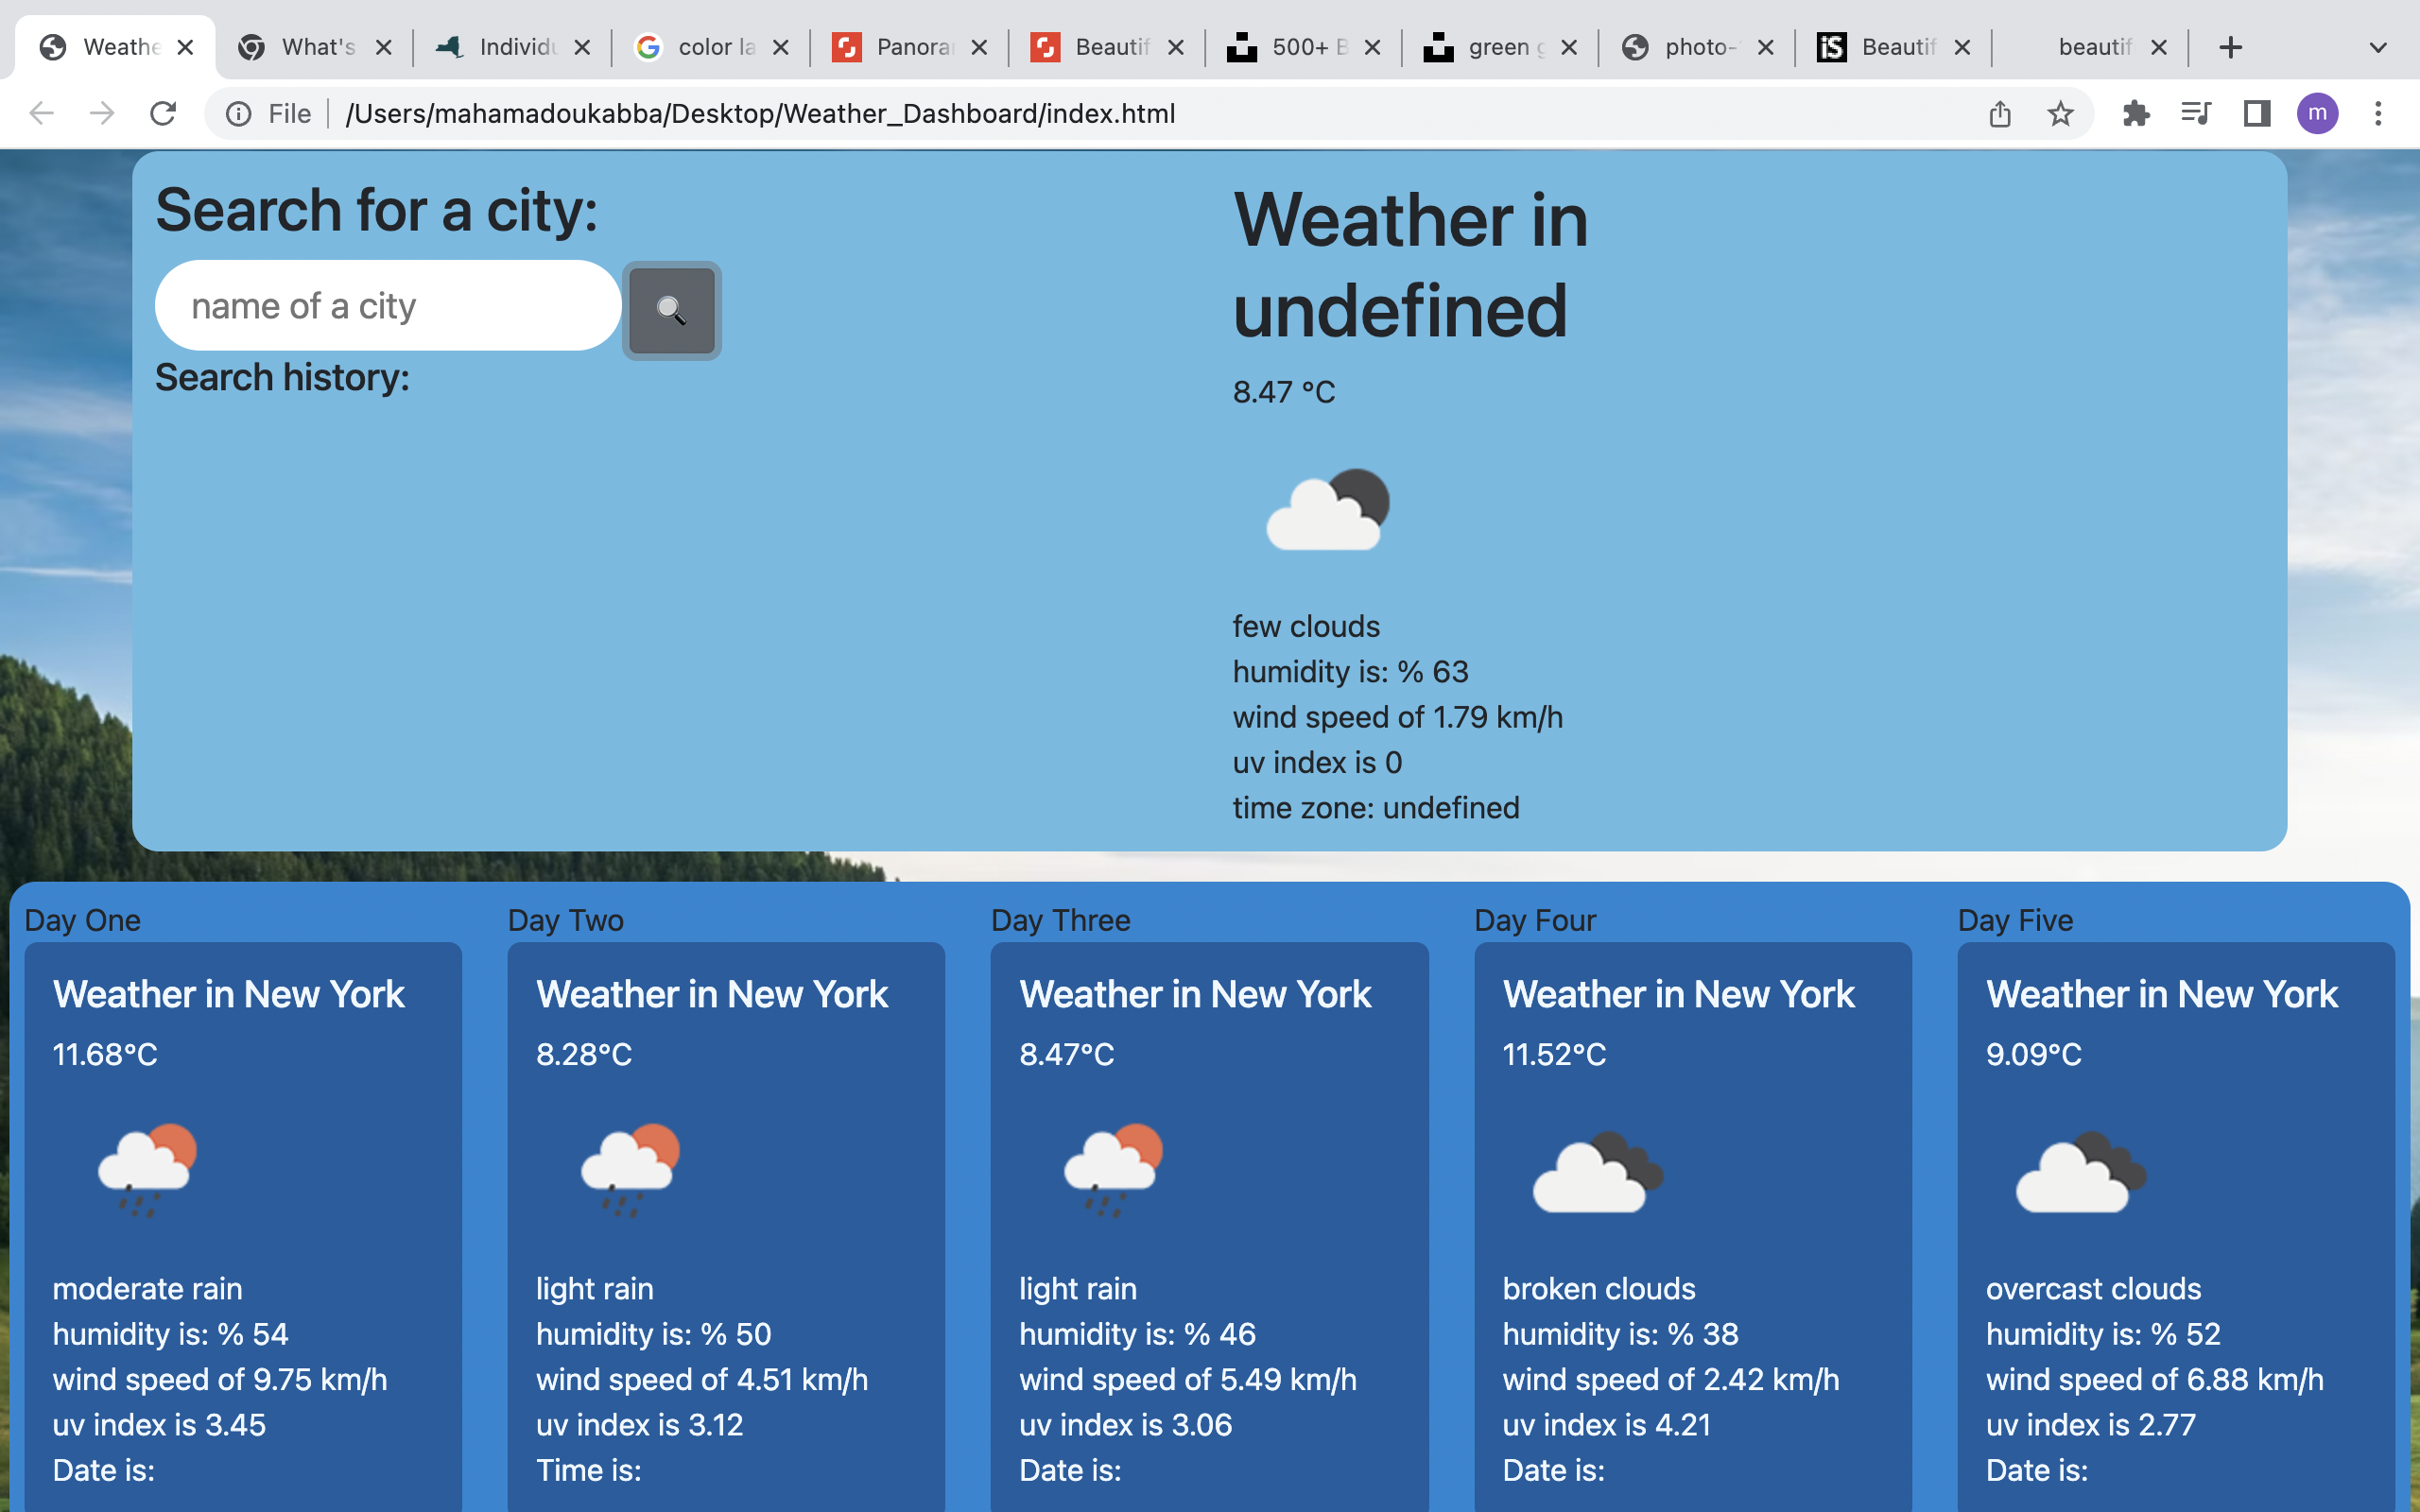 Weathe
What's
Individu
color la
Panorar
Beautif
500+ B
green g
photo-
iS
Beautif
beautif
File
/Users/mahamadoukabba/Desktop/Weather_Dashboard/index.html
m
Search for a city:
name of a city
Search history:
Weather in
undefined
8.47 °C
few clouds
humidity is: % 63
wind speed of 1.79 km/h
uv index is 0
time zone: undefined
Day One
Weather in New York
11.68°C
moderate rain
humidity is: % 54
wind speed of 9.75 km/h
uv index is 3.45
Date is:
Day Two
Weather in New York
8.28°C
light rain
humidity is: % 50
wind speed of 4.51 km/h
uv index is 3.12
Time is:
Day Three
Weather in New York
8.47°C
light rain
humidity is: % 46
wind speed of 5.49 km/h
uv index is 3.06
Date is:
Day Four
Weather in New York
11.52°C
broken clouds
humidity is: % 38
wind speed of 2.42 km/h
uv index is 4.21
Date is:
Day Five
Weather in New York
9.09°C
overcast clouds
humidity is: % 52
wind speed of 6.88 km/h
uv index is 2.77
Date is: